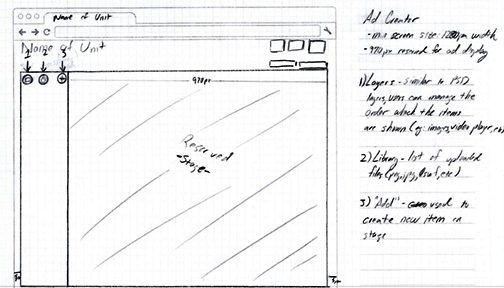 Name of Unit
Name of Unit
1 2 3
970px
Reserved
-Stage-
Ad Creator
-min screen size: 1280px width
-970px reserved for ad display
1) Layers - similar to PSD
layers, users can manage the
order which the items
are shown (eg: images, video player, etc)
2) Library - list of uploaded
files (png, jpg, swf, etc)
3) "Add" - used to
create new item on
stage